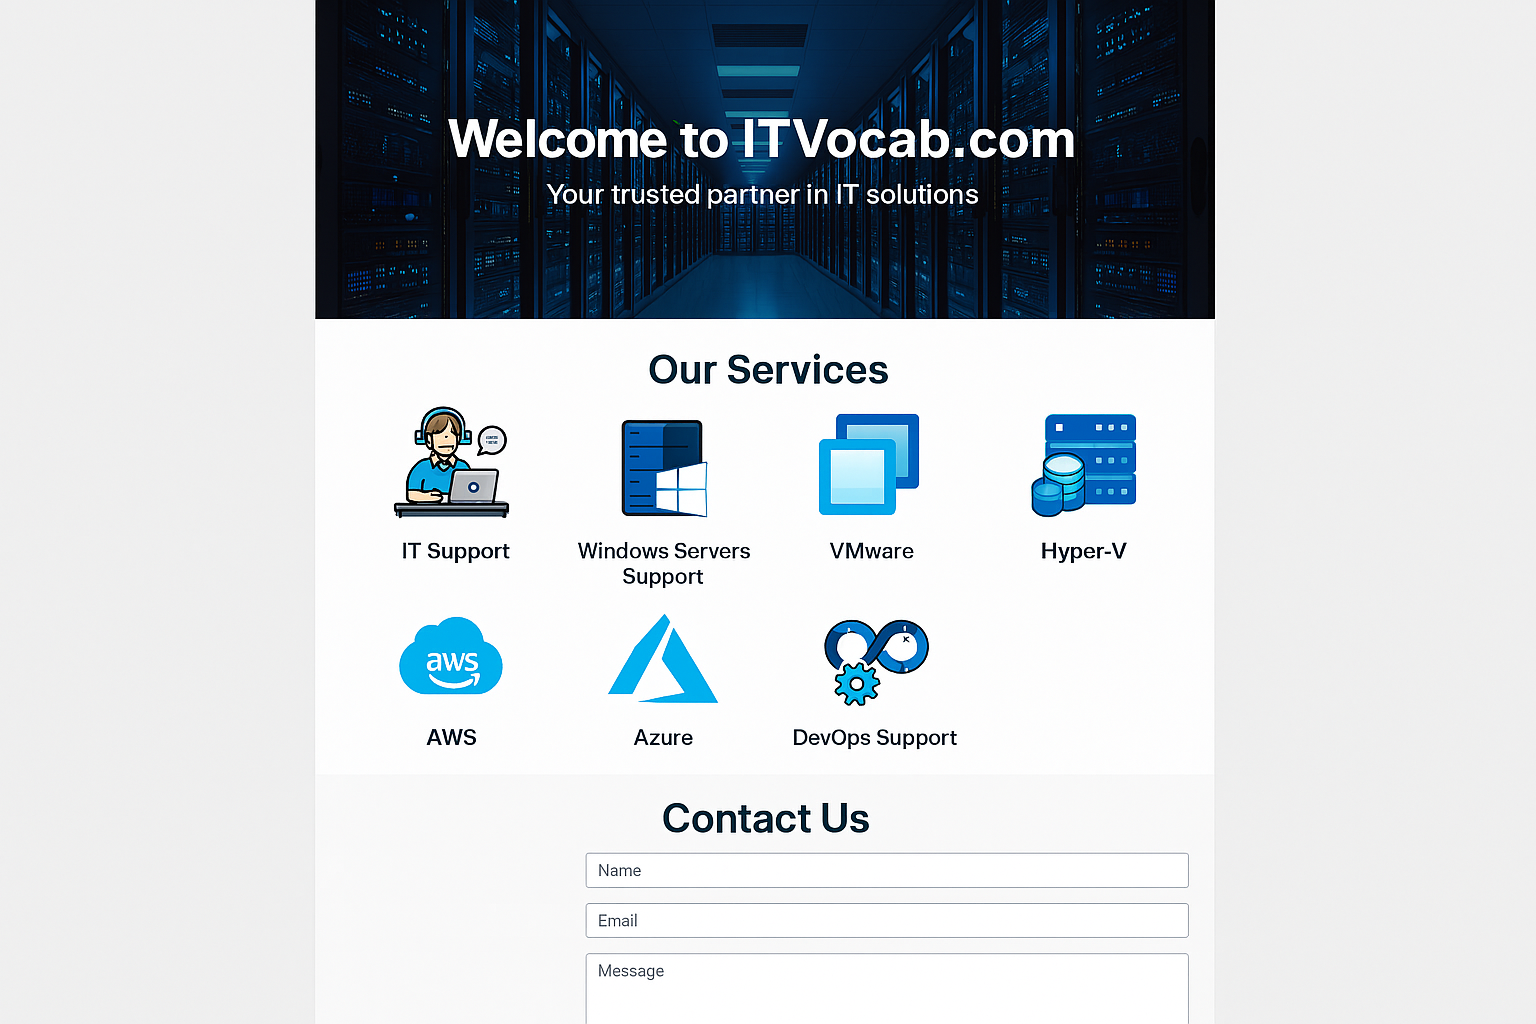 Welcome to ITVocab.com
Your trusted partner in IT solutions
Our Services
IT Support
Windows Servers
Support
VMware
Hyper-V
aws
AWS
Azure
DevOps Support
Contact Us
Name
Email
Message